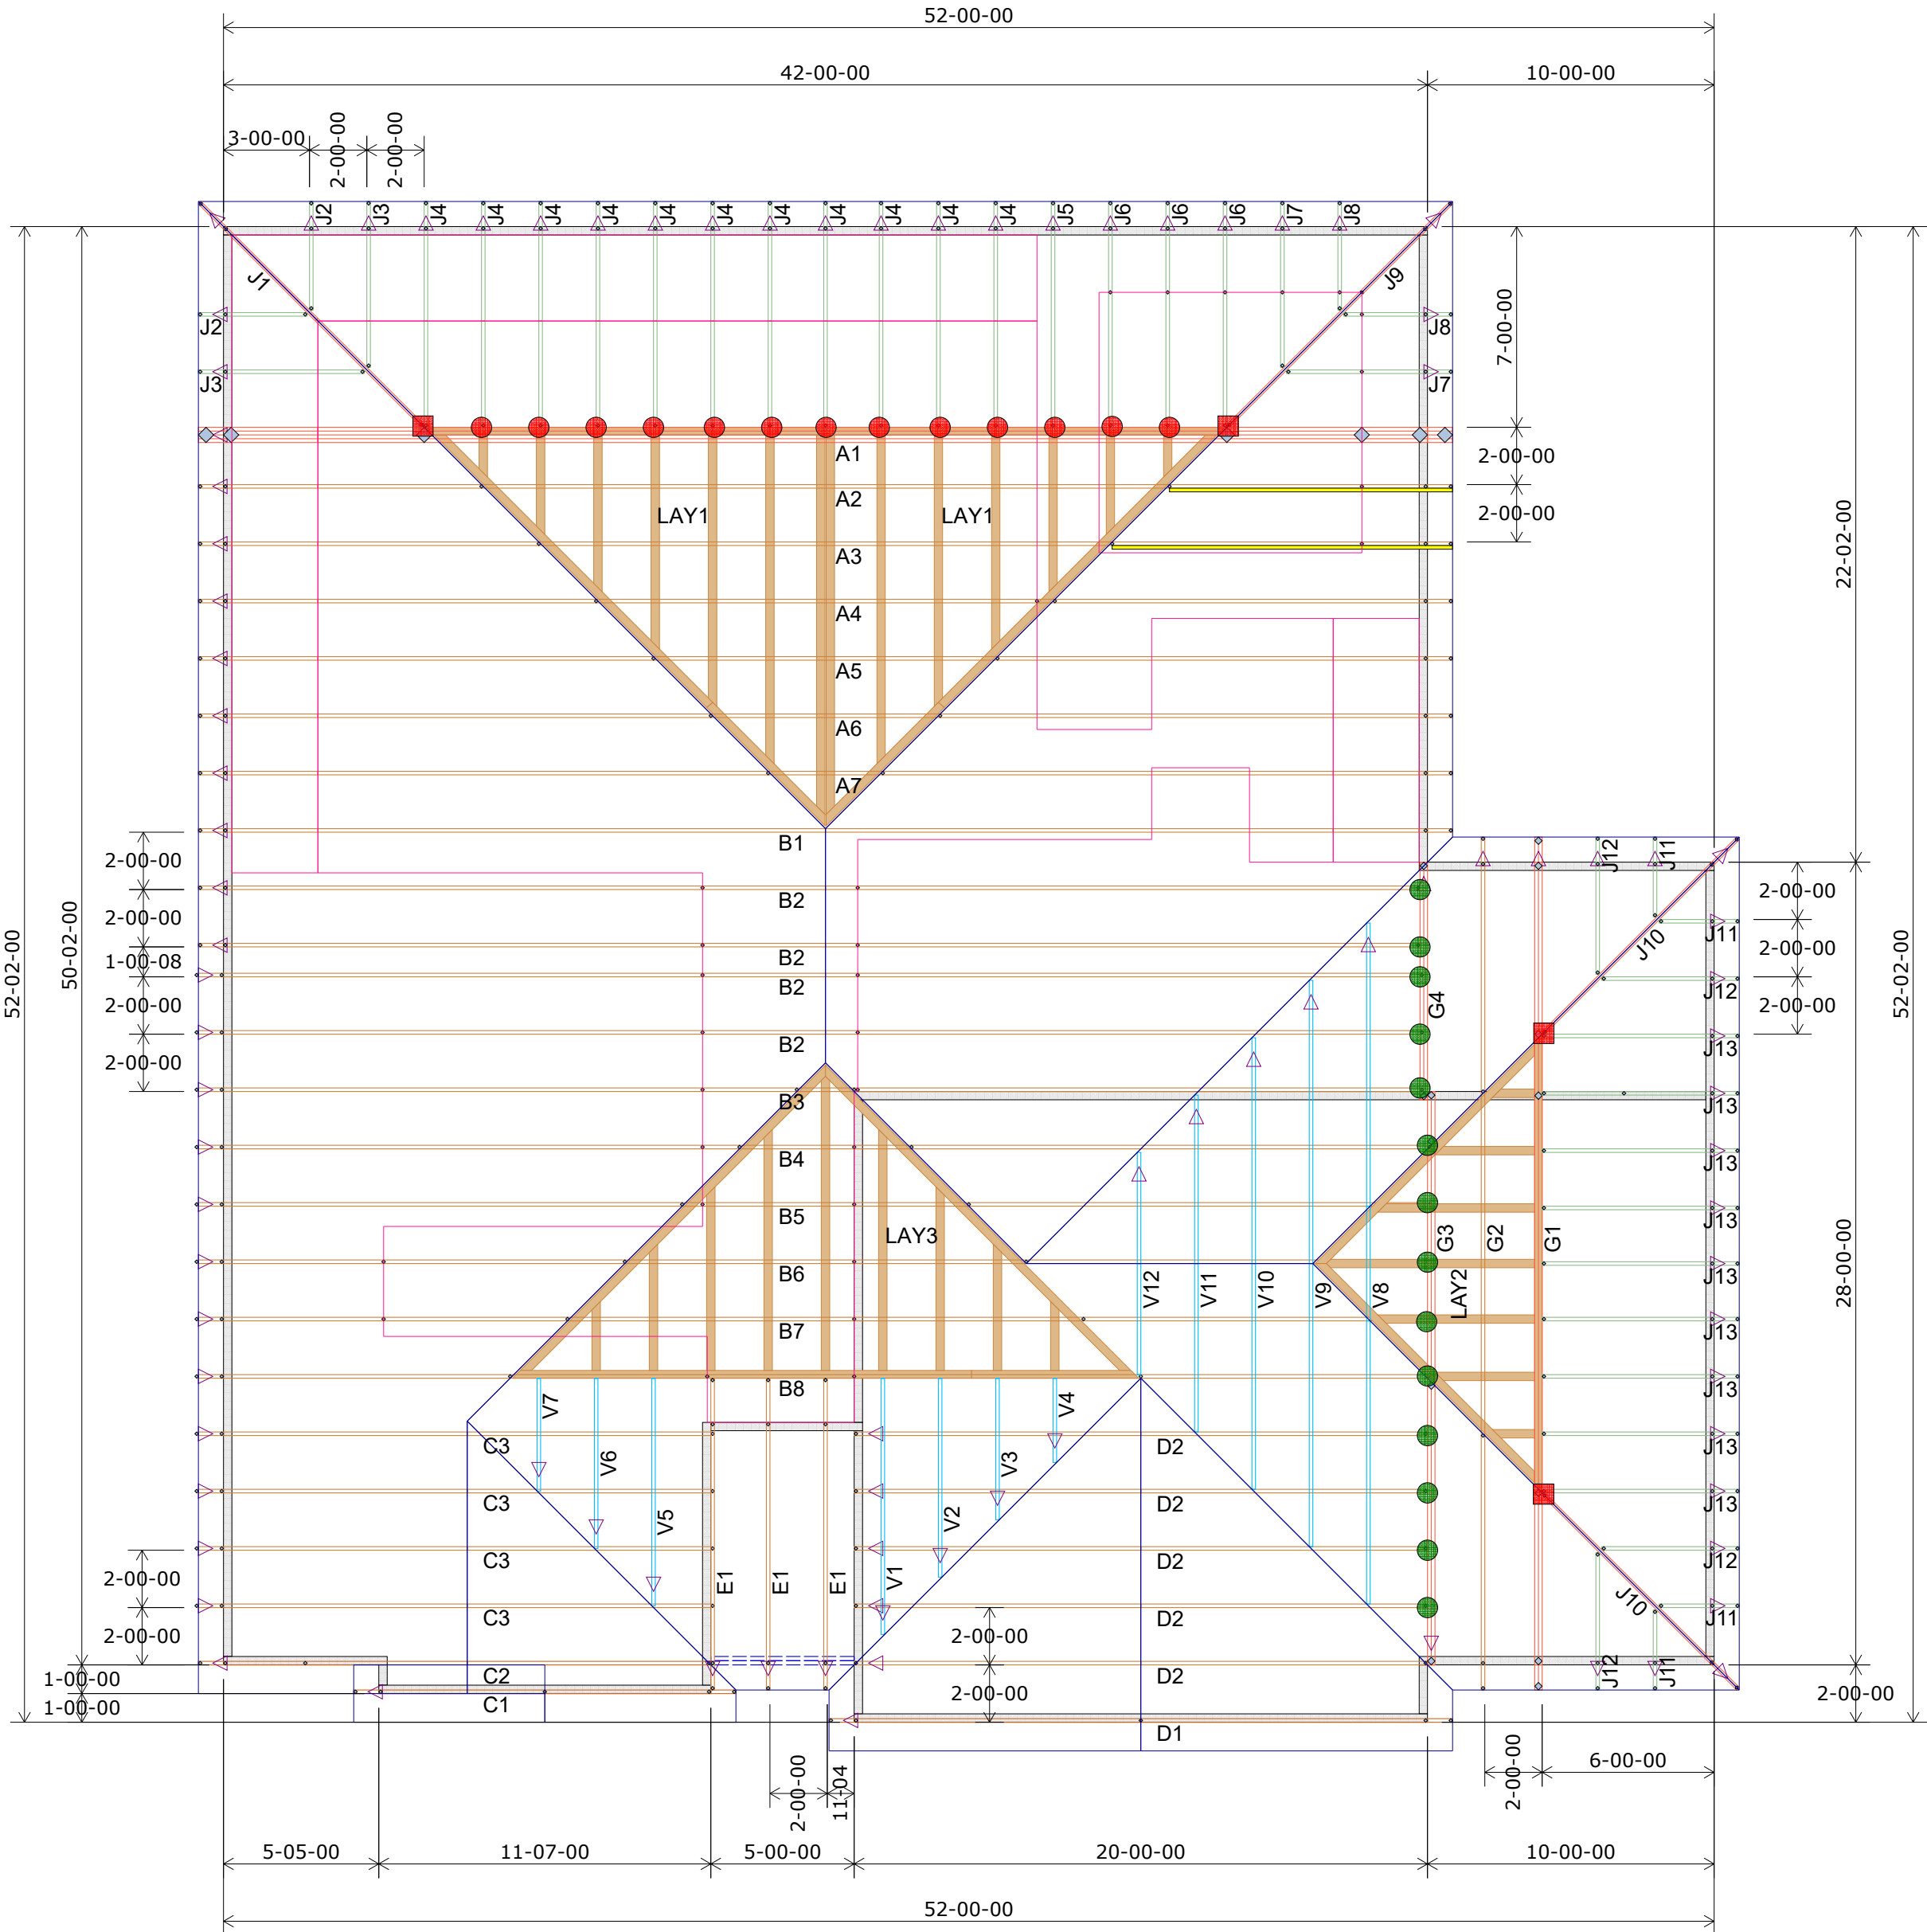 52-00-00
42-00-00
10-00-00
3-00-00
2-00-00
2-00-00
J2
J3
J4
J4
J4
J4
J4
J4
J4
J4
J4
J4
J4
J5
J6
J6
J6
J7
J8
J1
J9
J2
J8
J3
J7
7-00-00
A1
2-00-00
A2
2-00-00
LAY1
LAY1
A3
22-02-00
A4
A5
A6
A7
B1
2-00-00
B2
2-00-00
B2
1-00-08
B2
2-00-00
B2
2-00-00
B3
B4
B5
B6
B7
B8
52-02-00
50-02-00
52-02-00
28-00-00
J12
J11
2-00-00
J11
J10
2-00-00
J12
2-00-00
J13
J13
J13
J13
J13
J13
J13
J13
J13
J12
J11
J10
J12
J11
G4
G3
G2
G1
LAY2
LAY3
V12
V11
V10
V9
V8
V7
V6
V5
V4
V3
V2
V1
C3
D2
C3
D2
C3
D2
C3
D2
C2
D2
C1
D1
E1
E1
E1
2-00-00
2-00-00
1-00-00
1-00-00
2-00-00
2-00-00
2-00-00
2-00-00
11-04
2-00-00
6-00-00
5-05-00
11-07-00
5-00-00
20-00-00
10-00-00
52-00-00